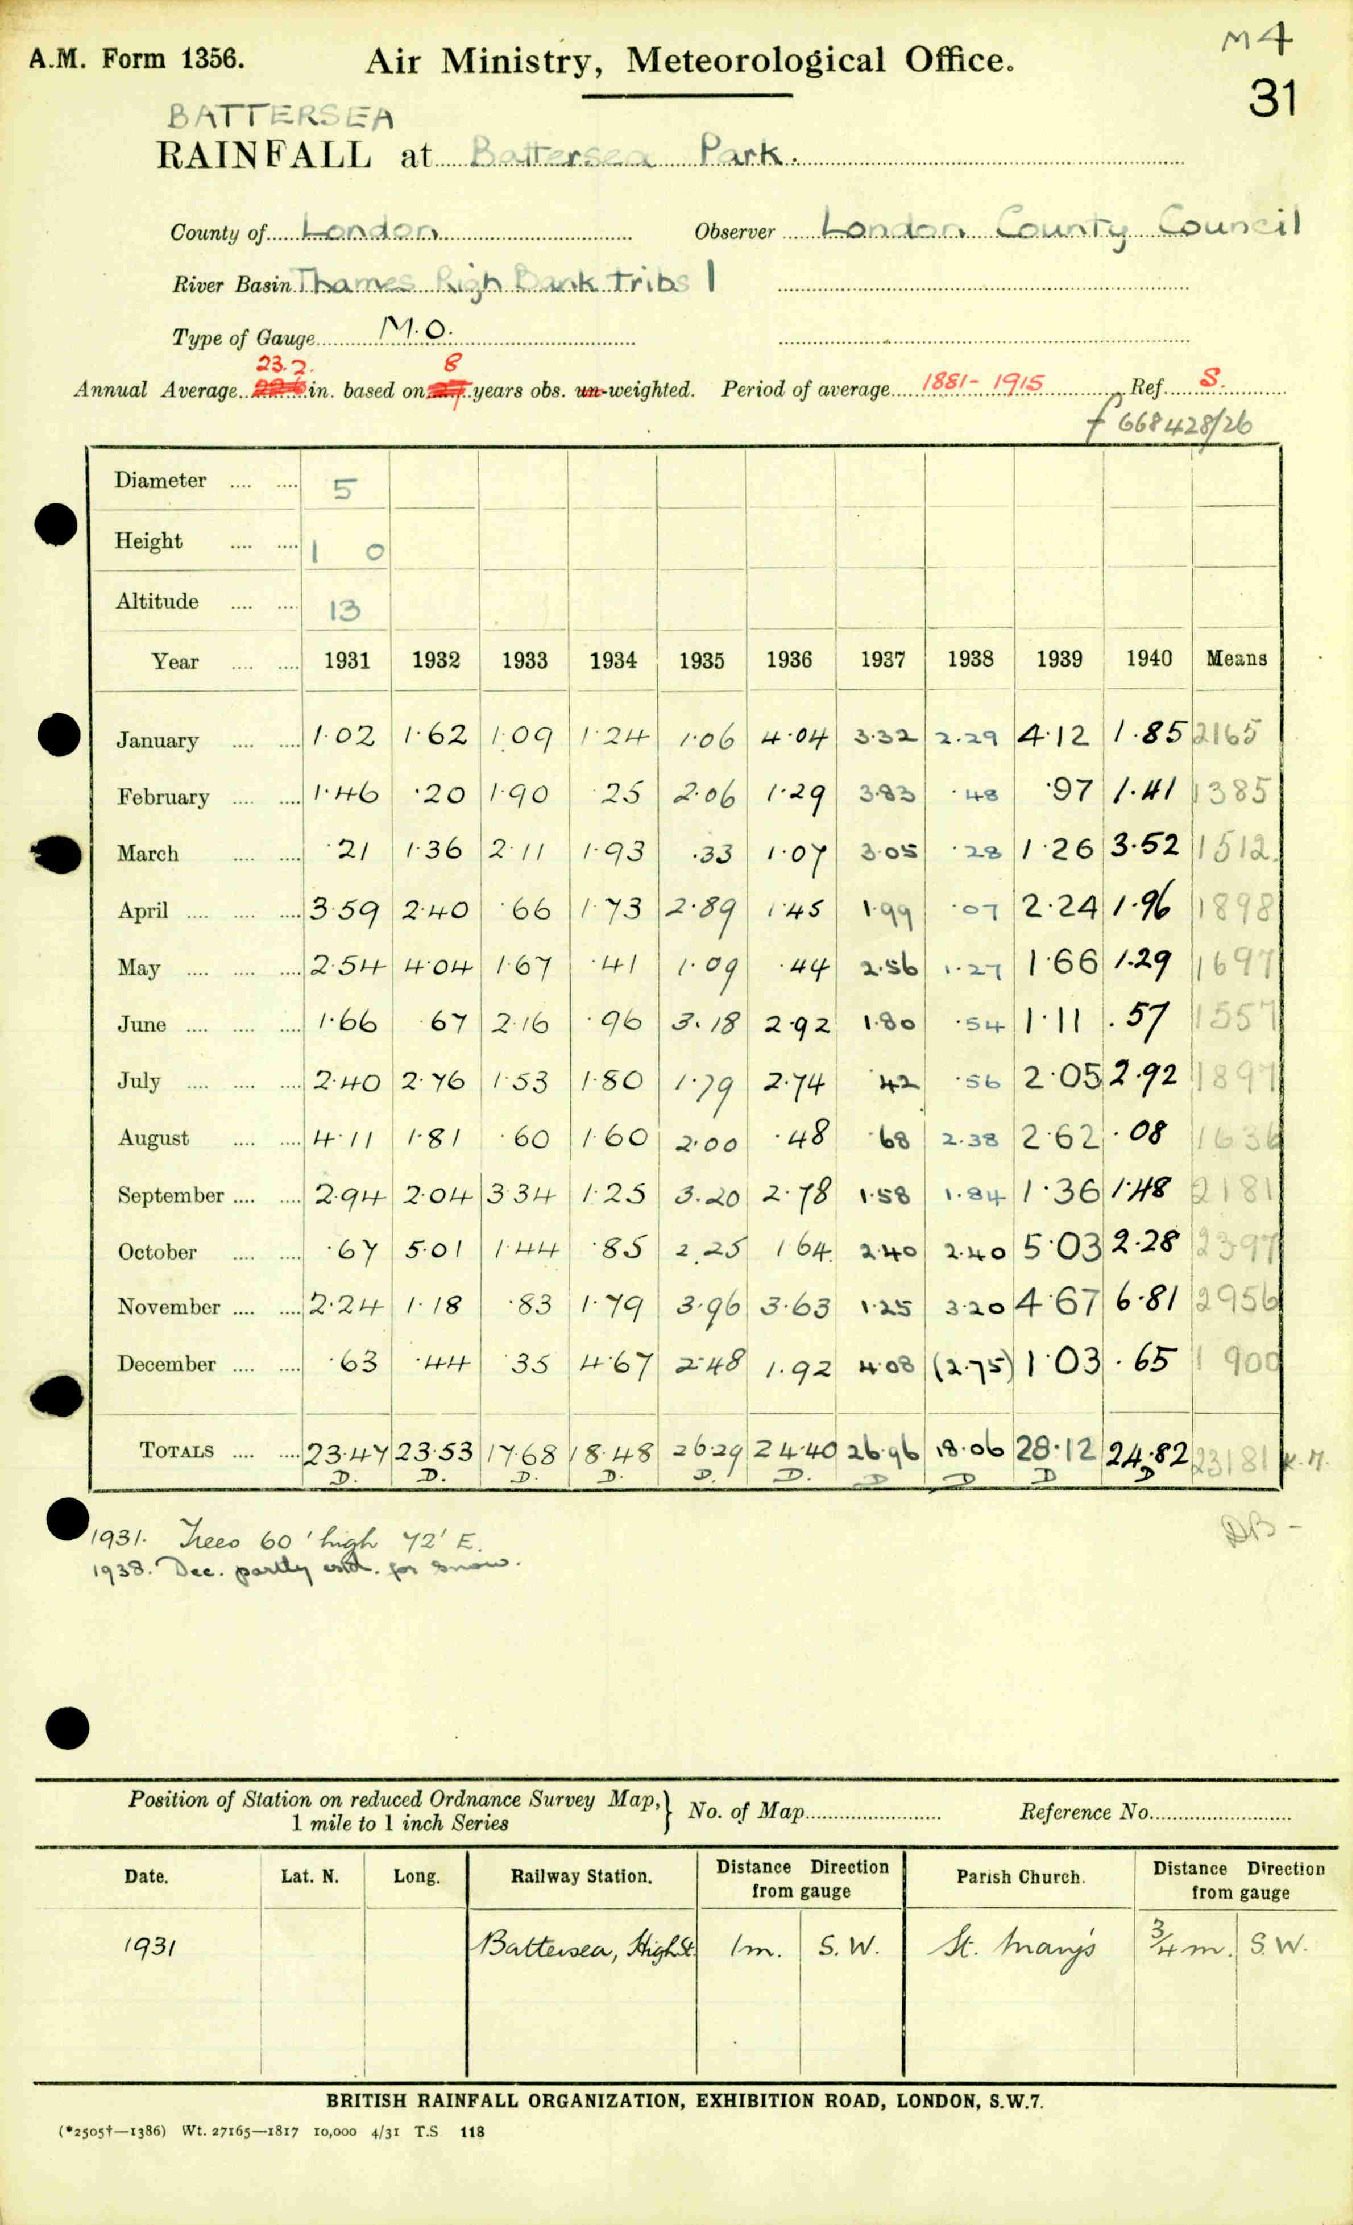 M4
A.M. Form 1356. Air Ministry, Meteorological Office.
31
BATTERSEA
RAINFALL at Battersea Park.
County of London Observer London County Council
River Basin Thames Righ Bank Tribs 1
Type of Gauge M.O.
23.2. 8
Annual Average in. based on years obs. un-weighted. Period of average 1881-1915 Ref. S.
f 668428/26
Diameter .... .... 5
Height .... .... 1 0
Altitude .... .... 13
Year .... .... 1931 1932 1933 1934 1935 1936 1937 1938 1939 1940 Means
January .... .... 1·02 1·62 1·09 1·24 1·06 4·04 3·32 2·29 4·12 1·85 2165
February .... .... 1·46 ·20 1·90 ·25 2·06 1·29 3·83 ·48 ·97 1·41 1385
March .... .... ·21 1·36 2·11 1·93 ·33 1·07 3·05 ·28 1·26 3·52 1512
April .... .... .... 3·59 2·40 ·66 1·73 2·89 1·45 1·99 ·07 2·24 1·96 1898
May .... .... .... 2·54 4·04 1·67 ·41 1·09 ·44 2·56 1·27 1·66 1·29 1697
June .... .... .... 1·66 67 2·16 ·96 3·18 2·92 1·80 ·54 1·11 ·57 1557
July .... .... .... 2·40 2·76 1·53 1·80 1·79 2·74 ·42 ·56 2·05 2·92 1897
August .... .... 4·11 1·81 ·60 1·60 2·00 ·48 ·68 2·38 2·62 ·08 1636
September .... .... 2·94 2·04 3·34 1·25 3·20 2·78 1·58 1·84 1·36 1·48 2181
October .... .... ·67 5·01 1·44 ·85 2·25 1·64 2·40 2·40 5·03 2·28 2397
November .... .... 2·24 1·18 ·83 1·79 3·96 3·63 1·25 3·20 4·67 6·81 2956
December .... .... ·63 ·44 ·35 4·67 2·48 1·92 4·08 (2·75) 1·03 ·65 1 900
TOTALS .... .... 23·47 23·53 17·68 18·48 26·29 24·40 26·96 18·06 28·12 24·82 23181 K.M.
D. D. D. D. D. D. D D D D
1931. Trees 60' high 72' E. DB-
1938. Dec. partly estd. for snow.
Position of Station on reduced Ordnance Survey Map, } No. of Map Reference No.
1 mile to 1 inch Series
Date. Lat. N. Long. Railway Station. Distance Direction from gauge Parish Church. Distance Direction from gauge
1931 Battersea, High St. 1m. S.W. St. Mary's 3/4 m. S.W.
BRITISH RAINFALL ORGANIZATION, EXHIBITION ROAD, LONDON, S.W.7.
(*2505†—1386) Wt. 27165—1817 10,000 4/31 T.S 118